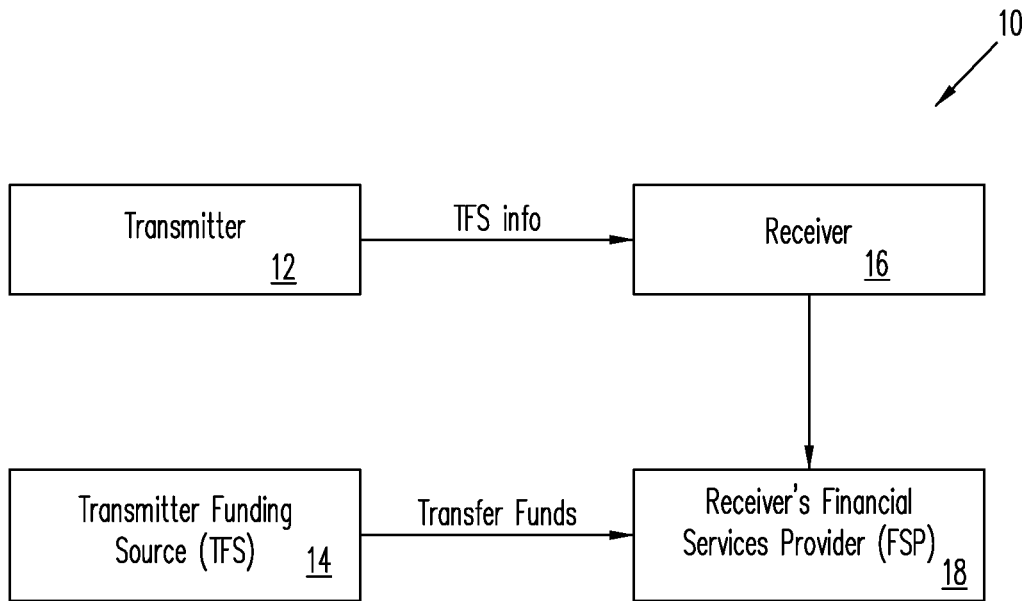 10
Transmitter
12
TFS info
Receiver
16
Transmitter Funding
Source (TFS)
14
Transfer Funds
Receiver's Financial
Services Provider (FSP)
18